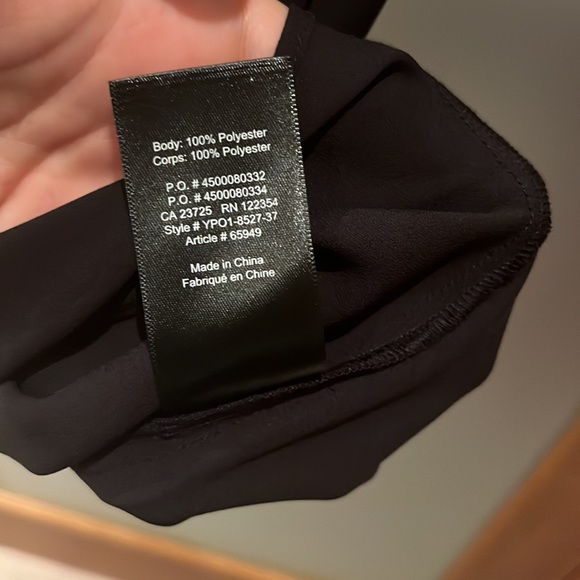 Body: 100% Polyester
Corps: 100% Polyester
P.O. # 4500080332
P.O. # 4500080334
CA 23725 RN 122354
Style # YPO1-8527-37
Article # 65949
Made in China
Fabriqué en Chine